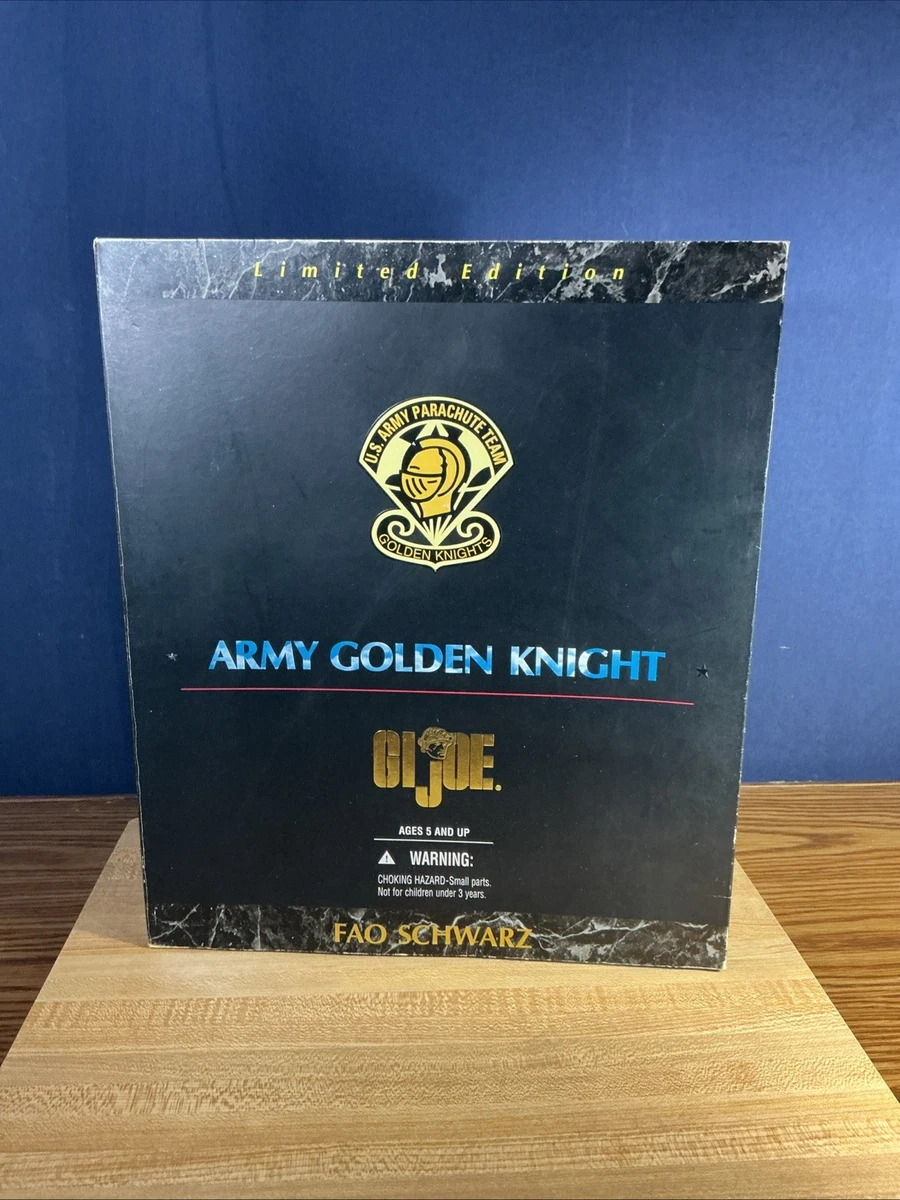 Limited Edition
U.S. ARMY PARACHUTE TEAM
GOLDEN KNIGHTS
ARMY GOLDEN KNIGHT
GI JOE.
AGES 5 AND UP
WARNING:
CHOKING HAZARD-Small parts.
Not for children under 3 years.
FAO SCHWARZ